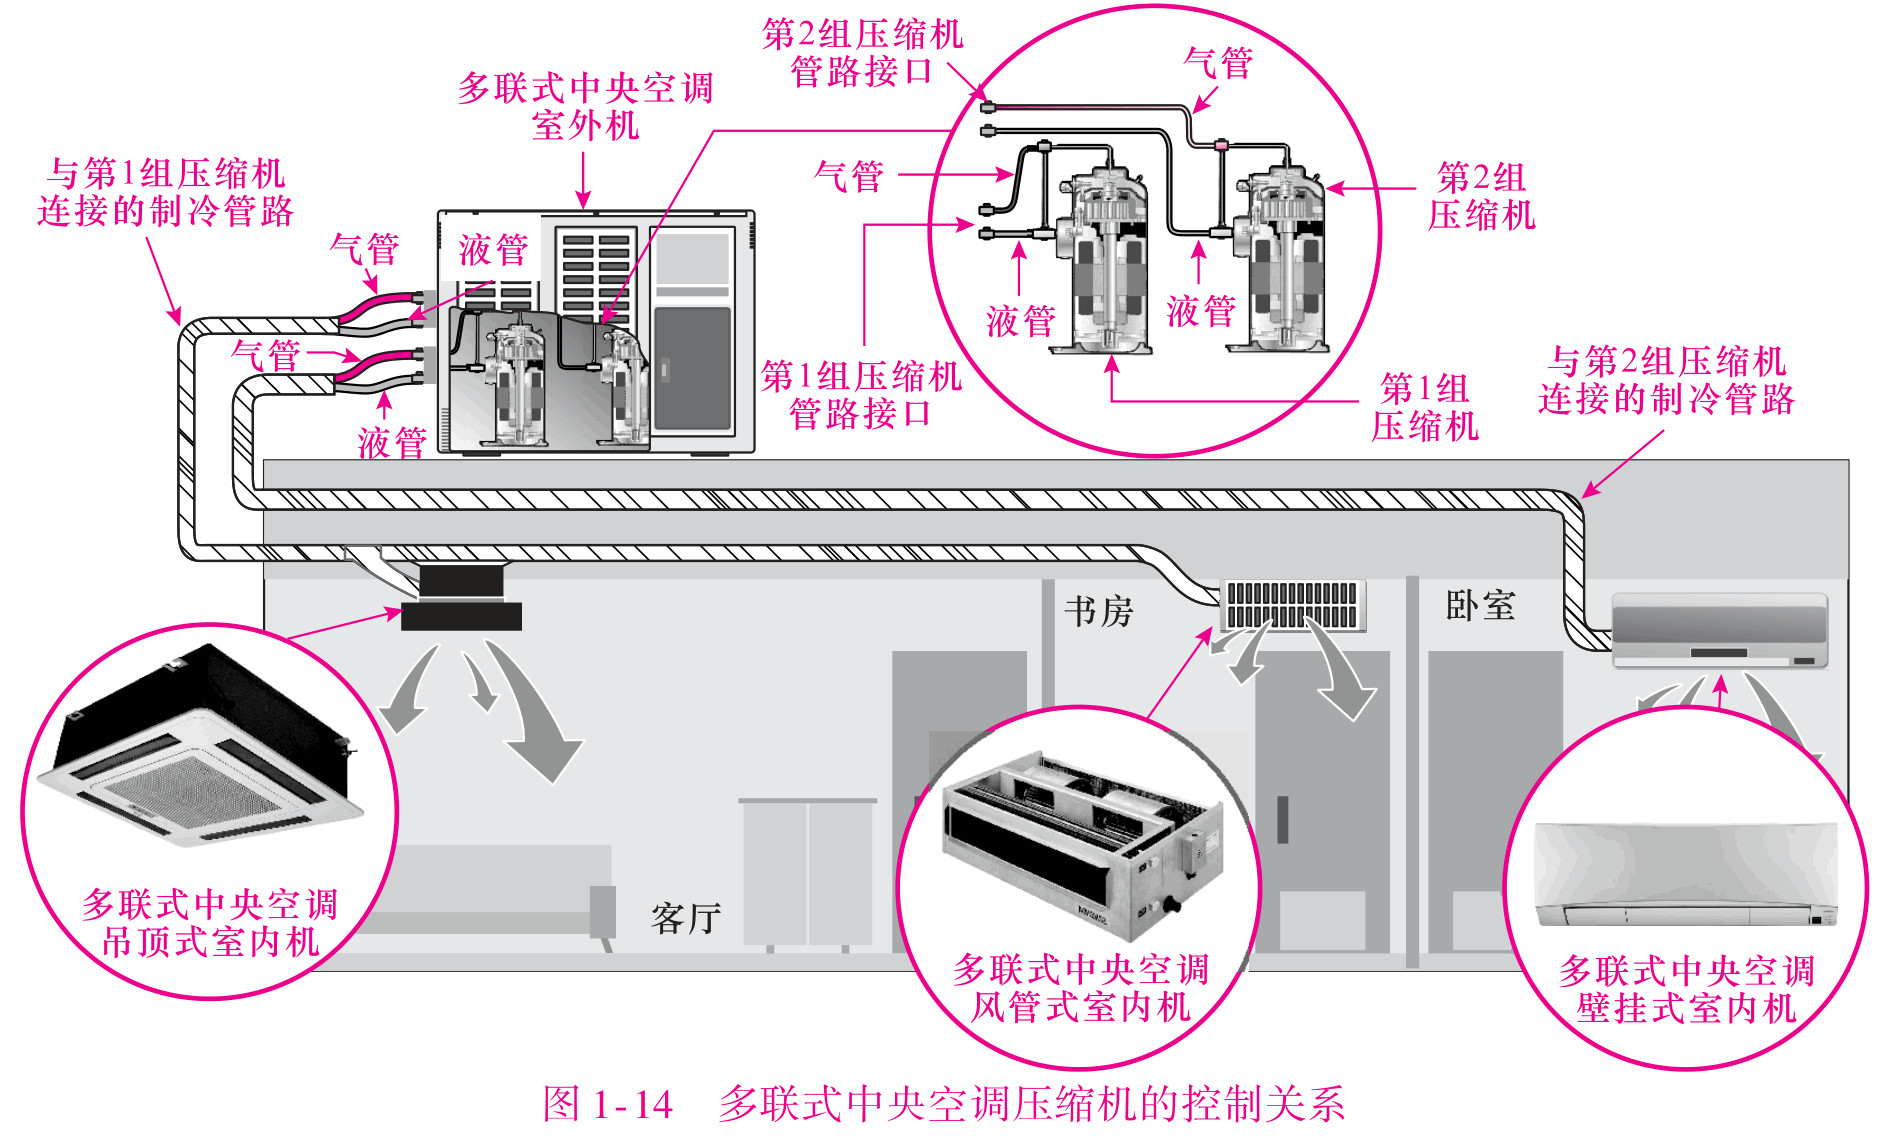 第2组压缩机
管路接口
气管
多联式中央空调
室外机
与第1组压缩机
连接的制冷管路
气管
第2组
压缩机
气管
液管
液管
液管
气管
第1组压缩机
管路接口
第1组
压缩机
与第2组压缩机
连接的制冷管路
液管
书房
卧室
客厅
多联式中央空调
吊顶式室内机
多联式中央空调
风管式室内机
多联式中央空调
壁挂式室内机
图 1-14 多联式中央空调压缩机的控制关系